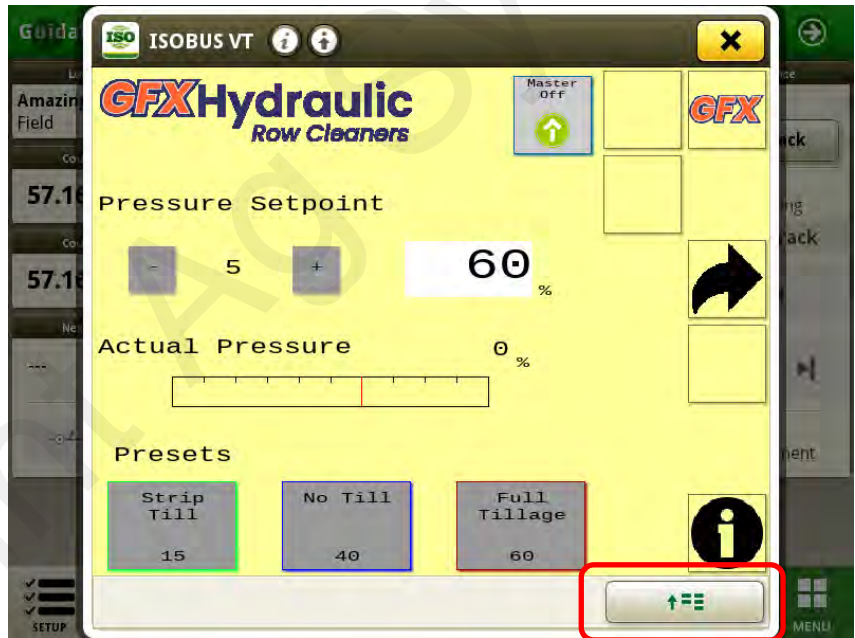 Guida
ISO ISOBUS VT
GFX Hydraulic
Row Cleaners
Master
Off
GFX
Amazin
Field
ck
57.16
ng
ack
57.16
Pressure Setpoint
- 5 +
60 %
Actual Pressure
0 %
---
Presets
Strip
Till
15
No Till
40
Full
Tillage
60
SETUP
MENU